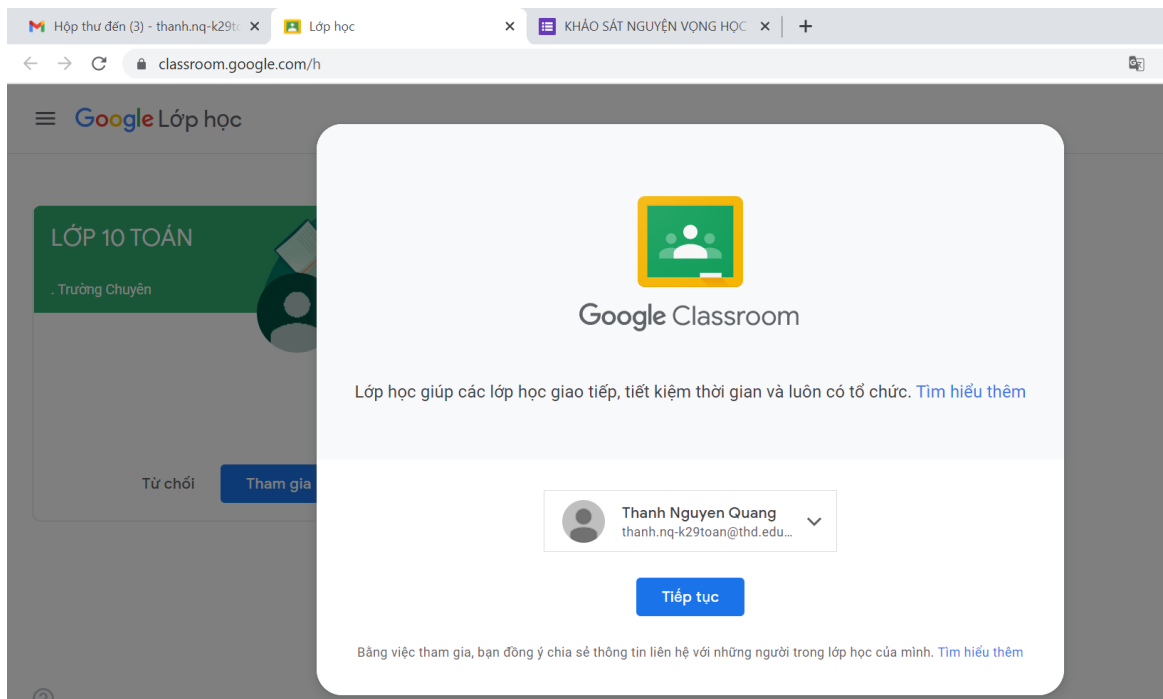 Hộp thư đến (3) - thanh.nq-k29to
Lớp học
KHẢO SÁT NGUYỆN VỌNG HỌC
classroom.google.com/h
Google Lớp học
LỚP 10 TOÁN
. Trường Chuyên
Từ chối
Tham gia
Google Classroom
Lớp học giúp các lớp học giao tiếp, tiết kiệm thời gian và luôn có tổ chức. Tìm hiểu thêm
Thanh Nguyen Quang
thanh.nq-k29toan@thd.edu...
Tiếp tục
Bằng việc tham gia, bạn đồng ý chia sẻ thông tin liên hệ với những người trong lớp học của mình. Tìm hiểu thêm